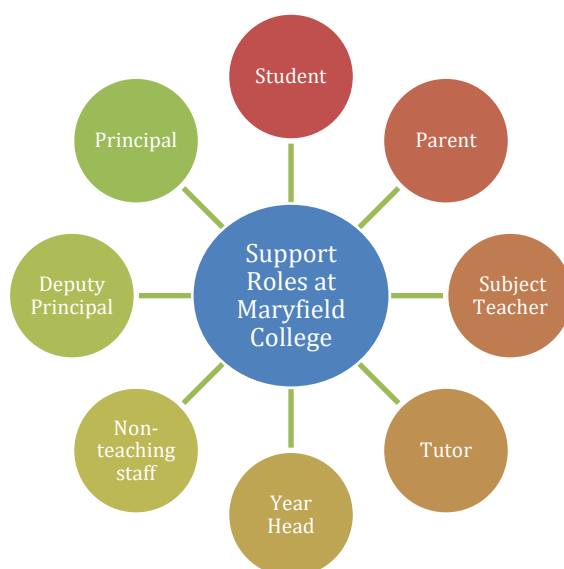 Student
Parent
Subject
Teacher
Tutor
Year
Head
Non-
teaching
staff
Deputy
Principal
Principal
Support
Roles at
Maryfield
College